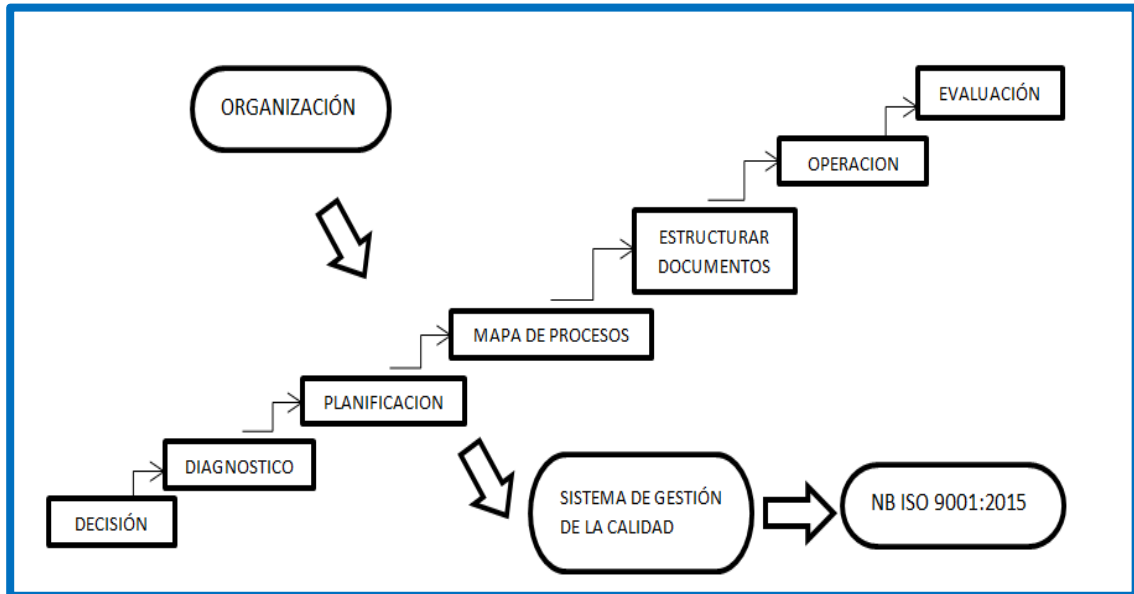 ORGANIZACIÓN
EVALUACIÓN
OPERACION
ESTRUCTURAR
DOCUMENTOS
MAPA DE PROCESOS
PLANIFICACION
DIAGNOSTICO
DECISIÓN
SISTEMA DE GESTIÓN
DE LA CALIDAD
NB ISO 9001:2015